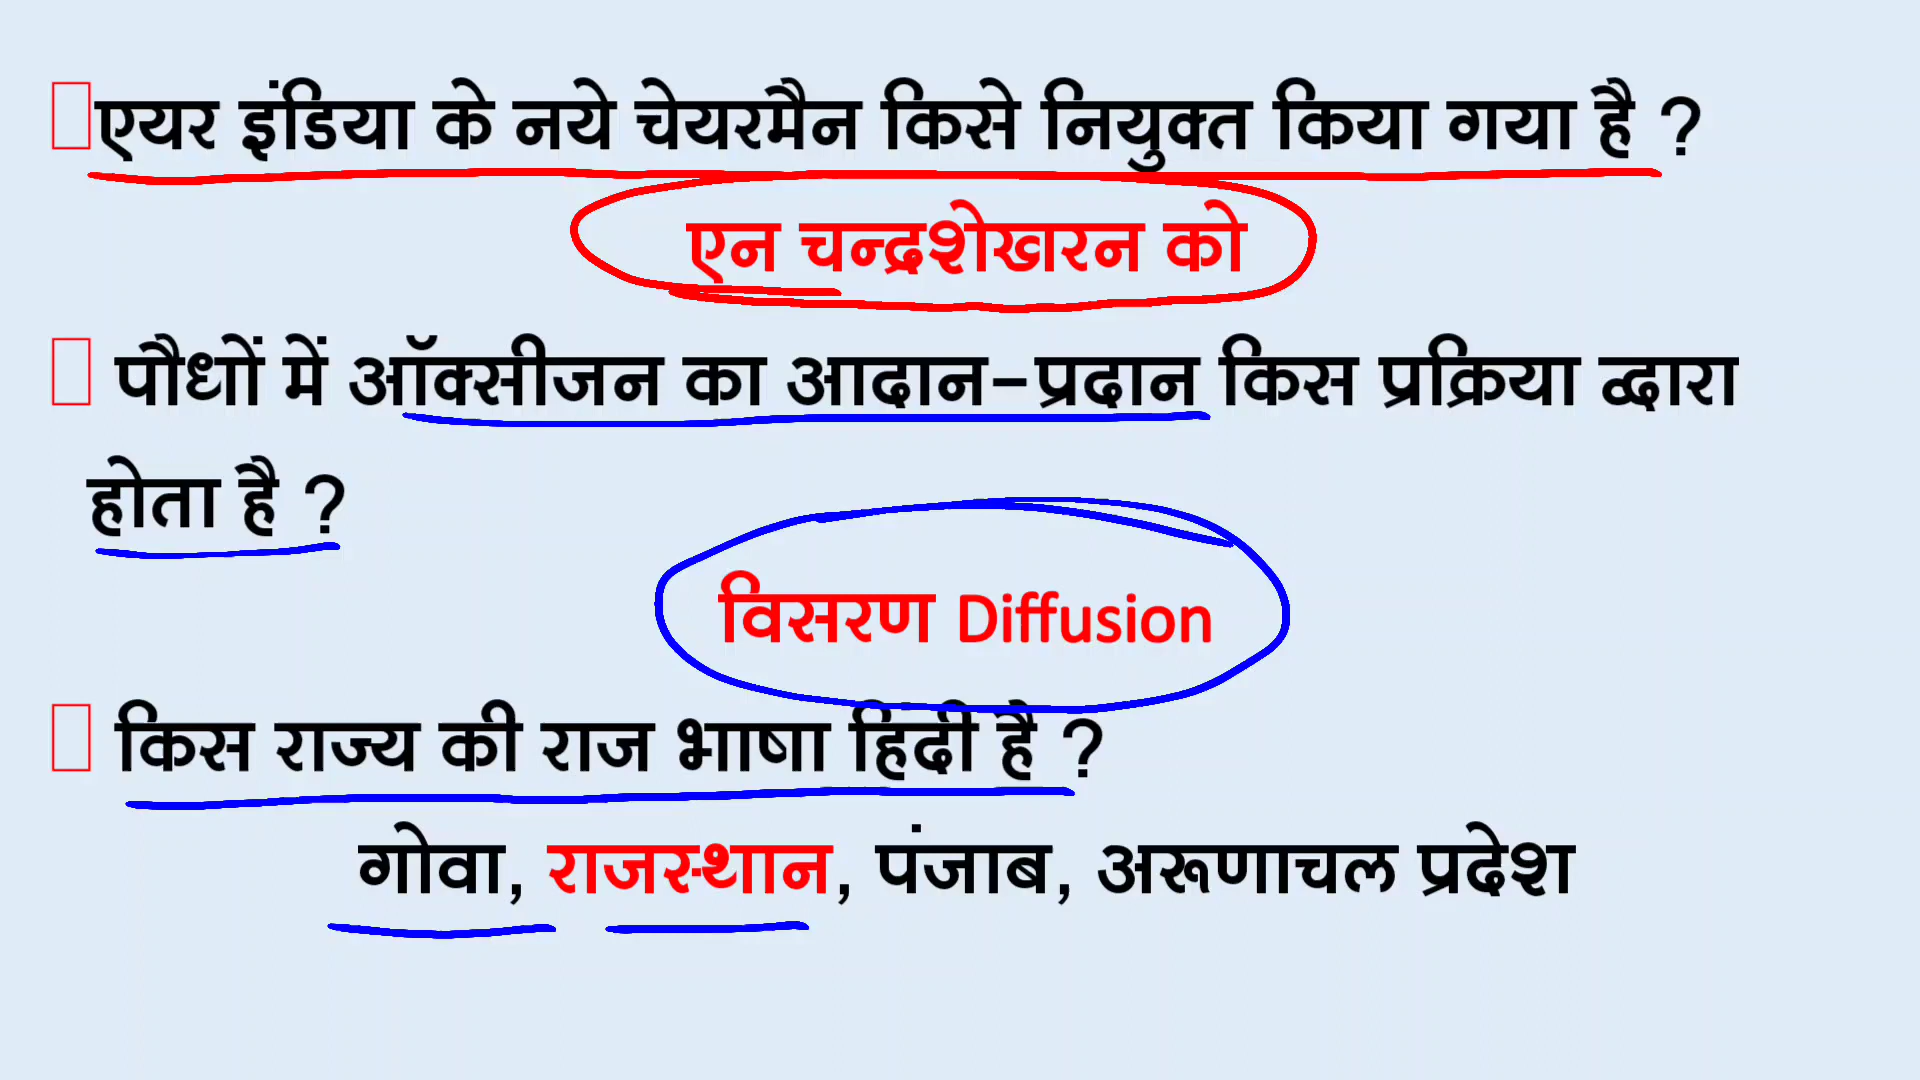 एयर इंडिया के नये चेयरमैन किसे नियुक्त किया गया है ?
एन चन्द्रशेखरन को
पौधों में ऑक्सीजन का आदान-प्रदान किस प्रक्रिया द्वारा
होता है ?
विसरण Diffusion
किस राज्य की राज भाषा हिंदी है ?
गोवा, राजस्थान, पंजाब, अरूणाचल प्रदेश